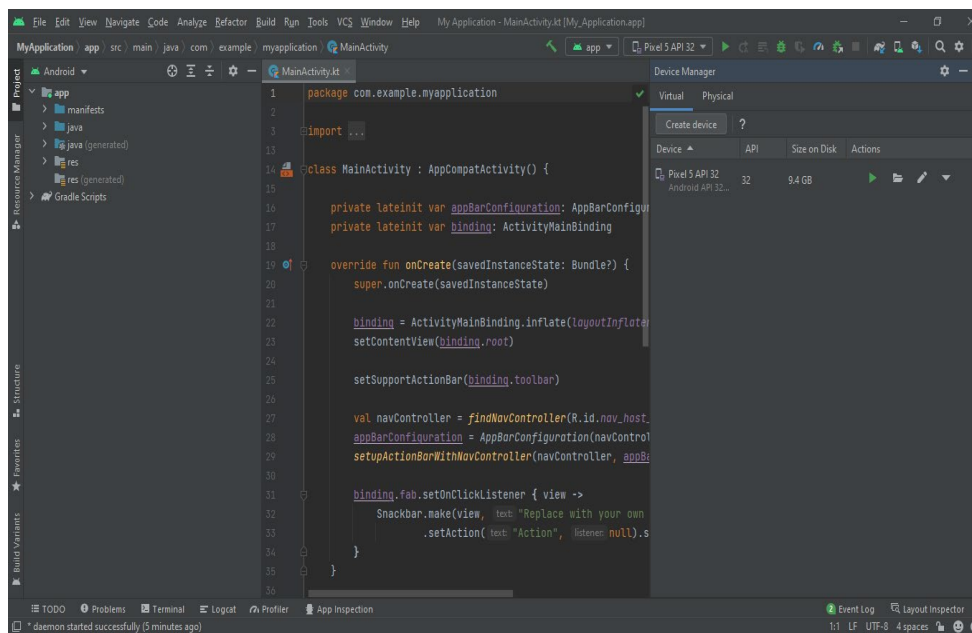 File Edit View Navigate Code Analyze Refactor Build Run Tools VCS Window Help My Application - MainActivity.kt [My_Application.app]
MyApplication app src main java com example myapplication MainActivity
app Pixel 5 API 32
Android
MainActivity.kt
Device Manager
Project
Resource Manager
Structure
Favorites
Build Variants
app
manifests
java
java (generated)
res
res (generated)
Gradle Scripts
1 package com.example.myapplication
2
3 import ...
13
14 class MainActivity : AppCompatActivity() {
15
16 private lateinit var appBarConfiguration: AppBarConfigur
17 private lateinit var binding: ActivityMainBinding
18
19 override fun onCreate(savedInstanceState: Bundle?) {
20 super.onCreate(savedInstanceState)
21
22 binding = ActivityMainBinding.inflate(layoutInflater
23 setContentView(binding.root)
24
25 setSupportActionBar(binding.toolbar)
26
27 val navController = findNavController(R.id.nav_host_
28 appBarConfiguration = AppBarConfiguration(navControl
29 setupActionBarWithNavController(navController, appBa
30
31 binding.fab.setOnClickListener { view ->
32 Snackbar.make(view, text: "Replace with your own
33 .setAction( text: "Action", listener: null).s
34 }
35 }
36
Virtual Physical
Create device ?
Device API Size on Disk Actions
Pixel 5 API 32 32 9.4 GB
Android API 32...
TODO Problems Terminal Logcat Profiler App Inspection 2 Event Log Layout Inspector
* daemon started successfully (5 minutes ago) 1:1 LF UTF-8 4 spaces